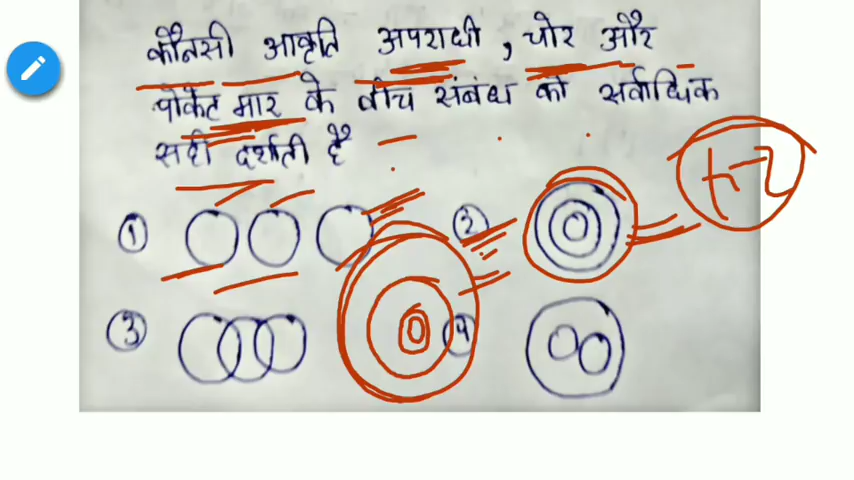 कौनसी आकृति अपराधी, चोर और
पॉकेट मार के बीच संबंध को सर्वाधिक
सही दर्शाती है
① ②
③ ④